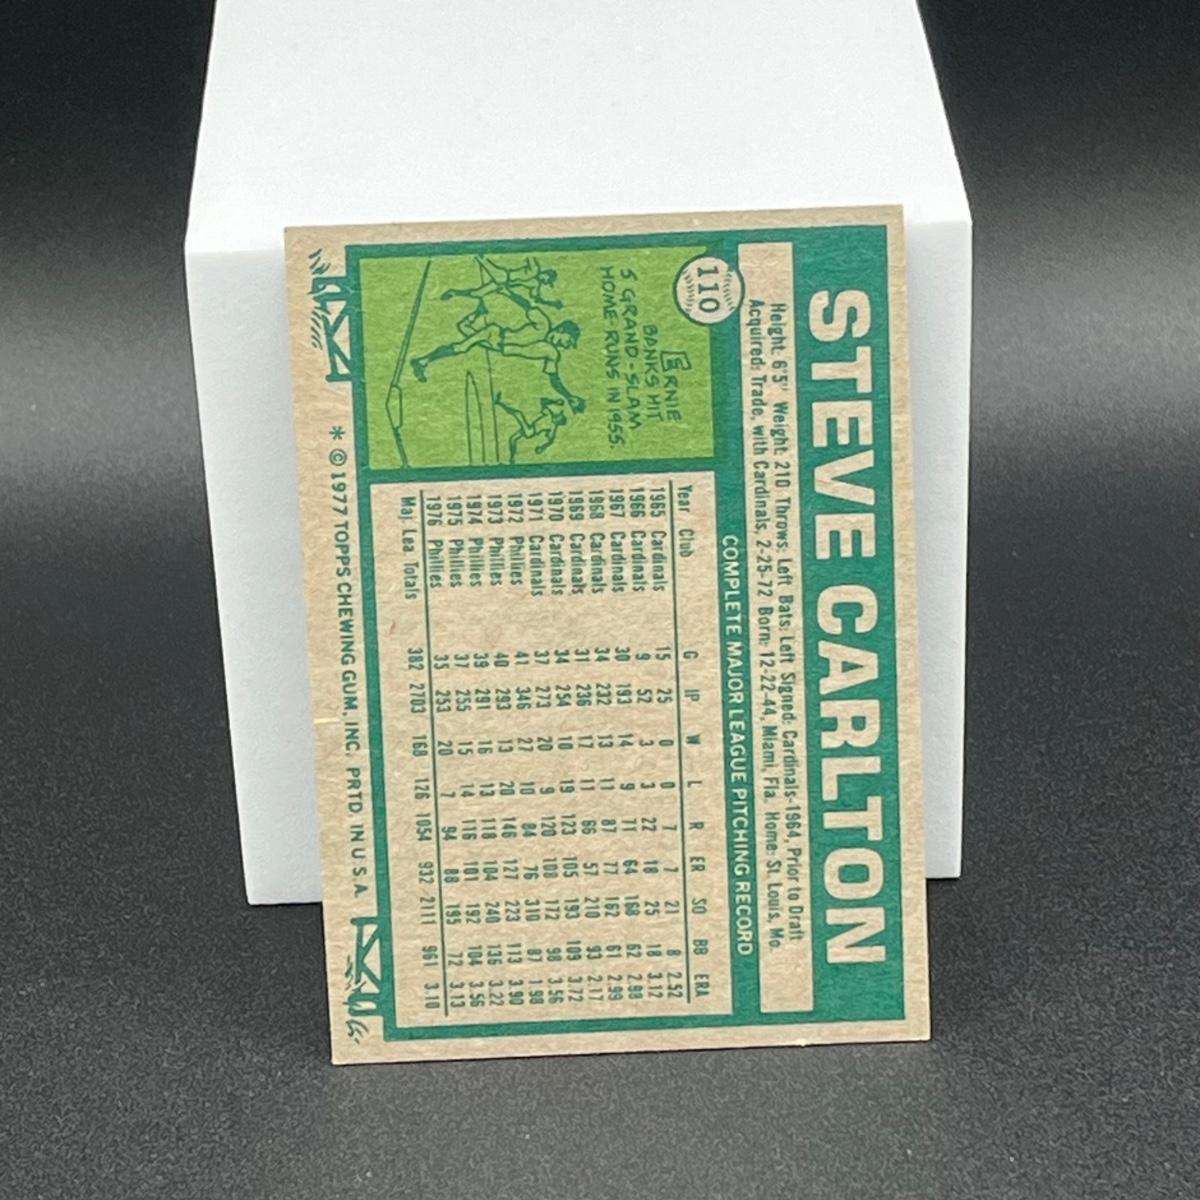 STEVE CARLTON
110
Height: 6'5" Weight: 210 Throws: Left Bats: Left Signed: Cardinals-1964, Prior to Draft
Acquired: Trade, with Cardinals, 2-25-72 Born: 12-22-44, Miami, Fla. Home: St. Louis, Mo.
COMPLETE MAJOR LEAGUE PITCHING RECORD
ERNIE
BANKS HIT
5 GRAND-SLAM
HOME RUNS IN 1955.
Year Club G IP W L R ER SO BB ERA
1965 Cardinals 15 25 0 0 7 7 21 8 2.52
1966 Cardinals 9 52 3 3 22 18 25 18 3.12
1967 Cardinals 30 193 14 9 71 64 168 62 2.98
1968 Cardinals 34 232 13 11 87 77 162 61 2.99
1969 Cardinals 31 236 17 11 66 57 210 93 2.17
1970 Cardinals 34 254 10 19 123 105 193 109 3.72
1971 Cardinals 37 273 20 9 120 108 172 98 3.56
1972 Phillies 41 346 27 10 84 76 310 87 1.98
1973 Phillies 40 293 13 20 146 127 223 113 3.90
1974 Phillies 39 291 16 13 118 104 240 136 3.22
1975 Phillies 37 255 15 14 116 101 192 104 3.56
1976 Phillies 35 253 20 7 94 88 195 72 3.13
Maj. Lea. Totals 382 2703 168 126 1054 932 2111 961 3.10
* © 1977 TOPPS CHEWING GUM, INC. PRTD. IN U.S.A.